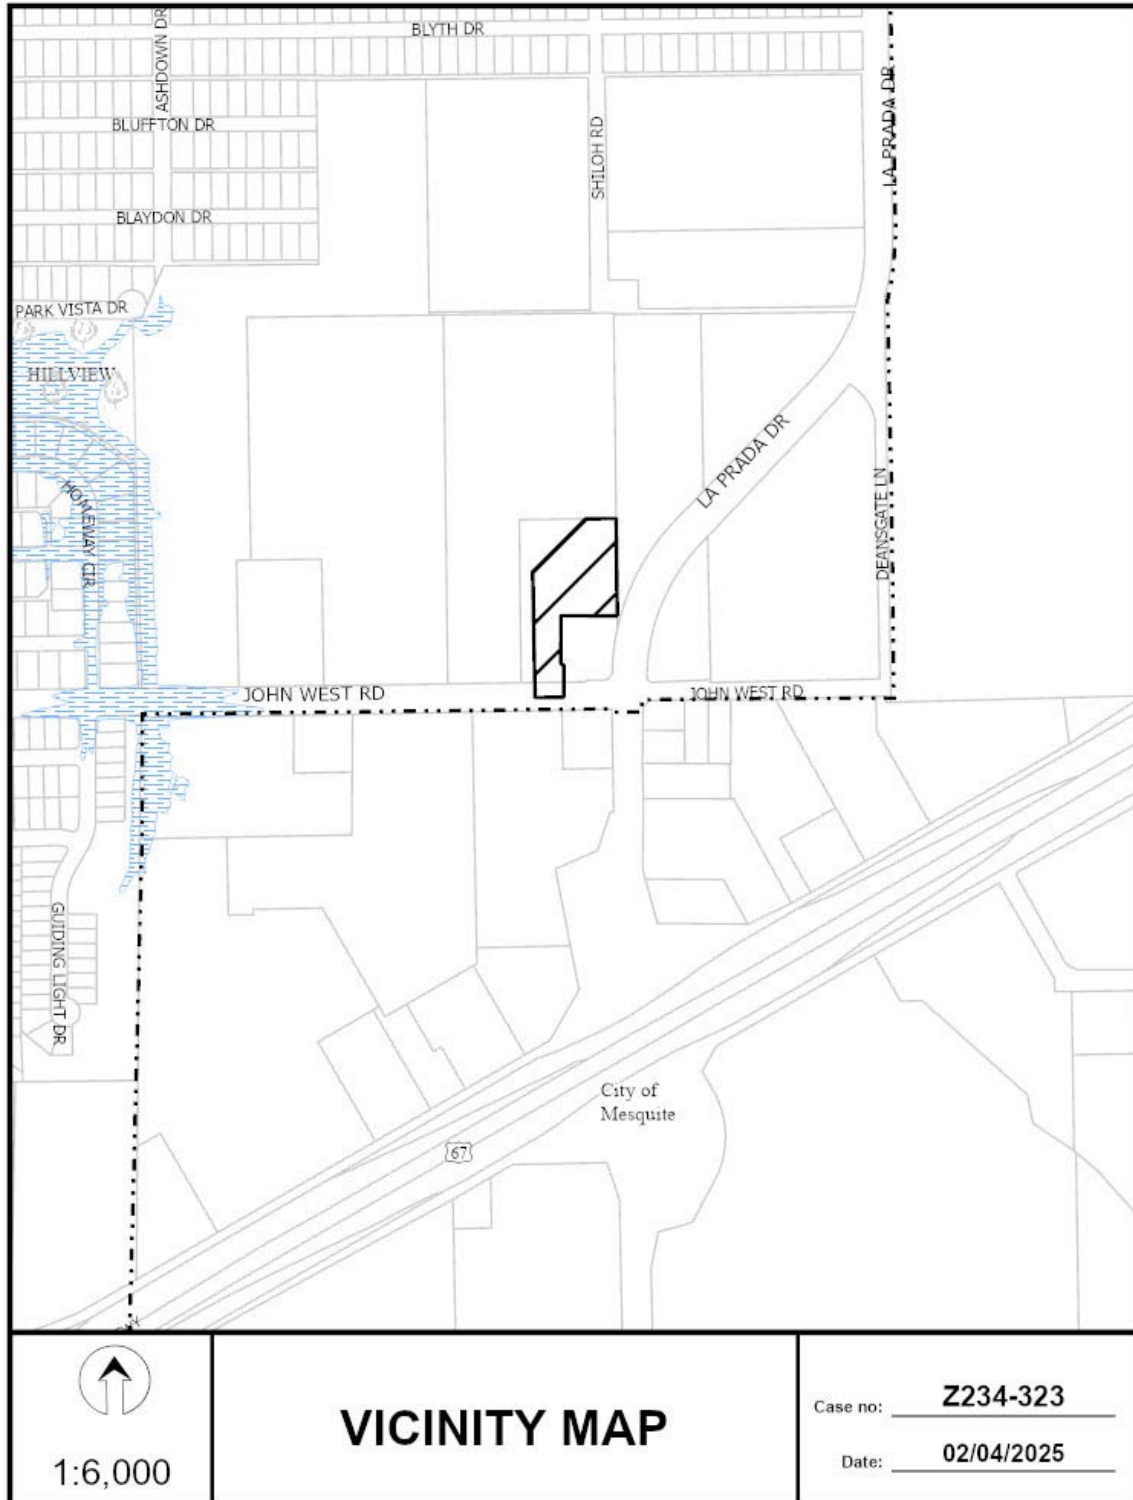 BLYTH DR
ASHDOWN DR
BLUFFTON DR
SHILOH RD
LA PRADA DR
BLAYDON DR
PARK VISTA DR
HILLVIEW
LA PRADA DR
HOMEWAY CIR
DEANSGATE LN
JOHN WEST RD
JOHN WEST RD
GUIDING LIGHT DR
City of
Mesquite
67
1:6,000
VICINITY MAP
Case no: Z234-323
Date: 02/04/2025